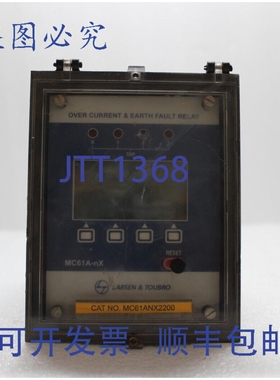 是图必究
OVER CURRENT & EARTH FAULT RELAY
JTT1368
RESET
MC61A-nX
LARSEN & TOUBRO
CAT NO. MC61ANX2200
可开发票 顺丰包邮